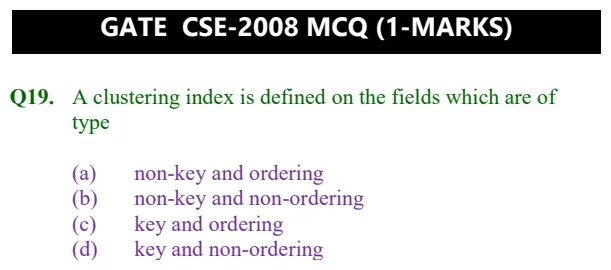 GATE CSE-2008 MCQ (1-MARKS)
Q19. A clustering index is defined on the fields which are of
type
(a) non-key and ordering
(b) non-key and non-ordering
(c) key and ordering
(d) key and non-ordering